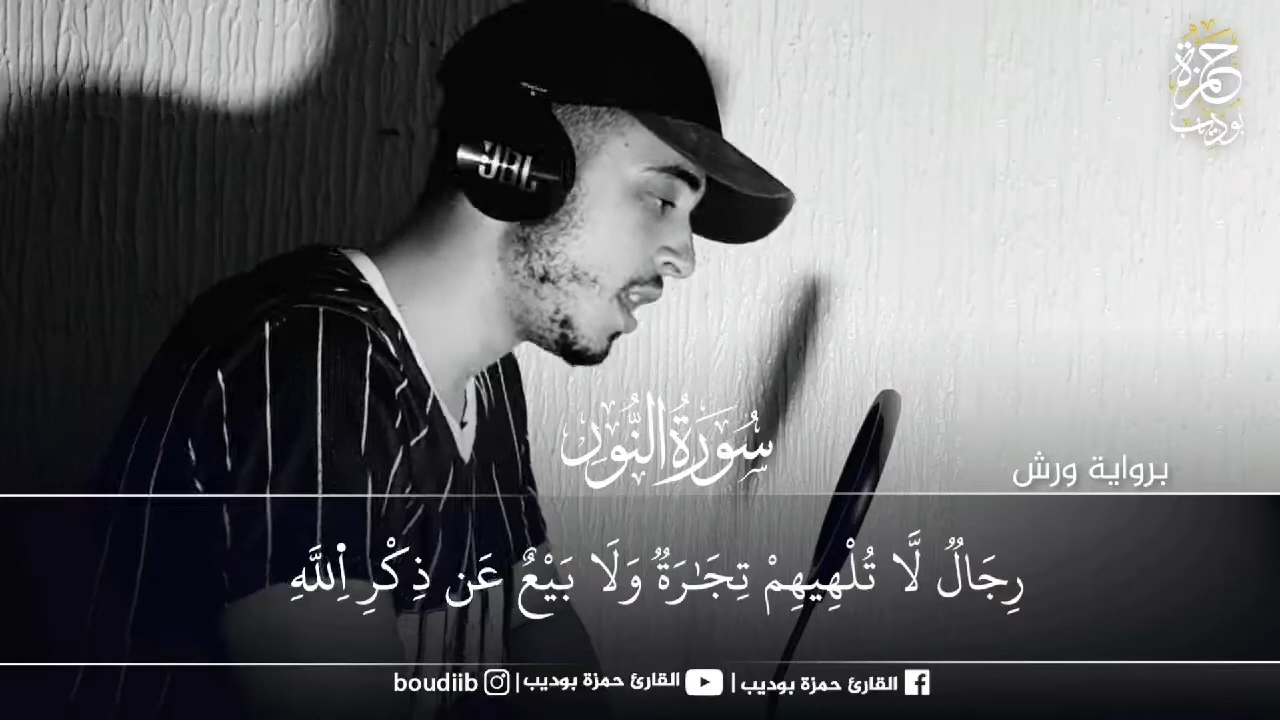 حمزة
بوديب
JBL
سُورَةُ النُّورِ
برواية ورش
رِجَالٞ لَّا تُلْهِيهِمْ تِجَٰرَةٞ وَلَا بَيْعٌ عَن ذِكْرِ اِ۬للَّهِ
القارئ حمزة بوديب | القارئ حمزة بوديب | boudiib